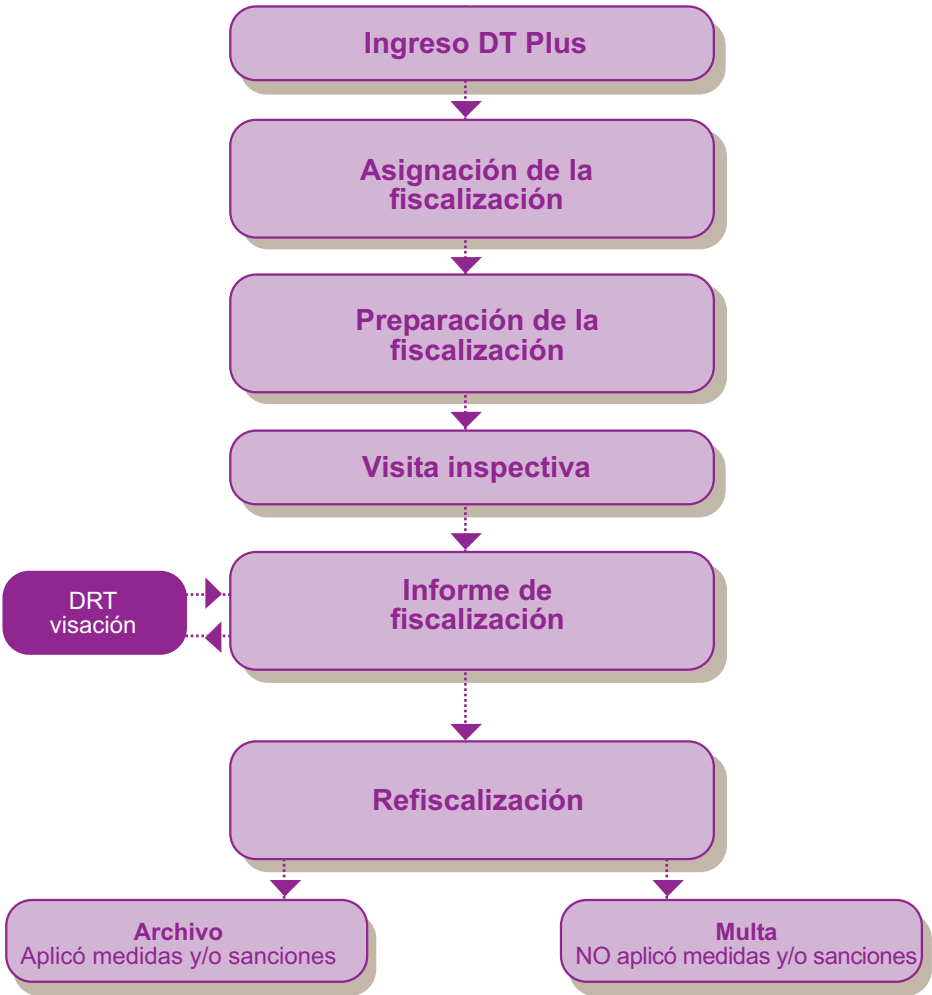 Ingreso DT Plus
Asignación de la
fiscalización
Preparación de la
fiscalización
Visita inspectiva
DRT
visación
Informe de
fiscalización
Refiscalización
Archivo
Aplicó medidas y/o sanciones
Multa
NO aplicó medidas y/o sanciones